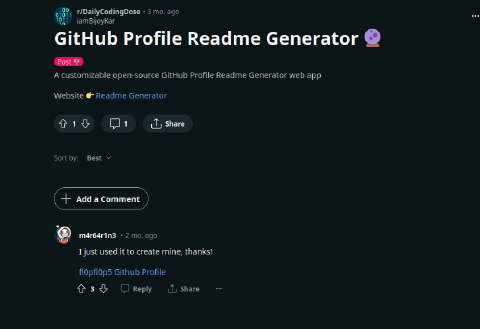 r/DailyCodingDose • 3 mo. ago
iamBijoyKar
GitHub Profile Readme Generator 🔮
Post 💖
A customizable open-source GitHub Profile Readme Generator web app
Website 👉 Readme Generator
1 1 Share
Sort by: Best
Add a Comment
m4r64r1n3 • 2 mo. ago
I just used it to create mine, thanks!
fl0pfl0p5 Github Profile
3 Reply Share ...